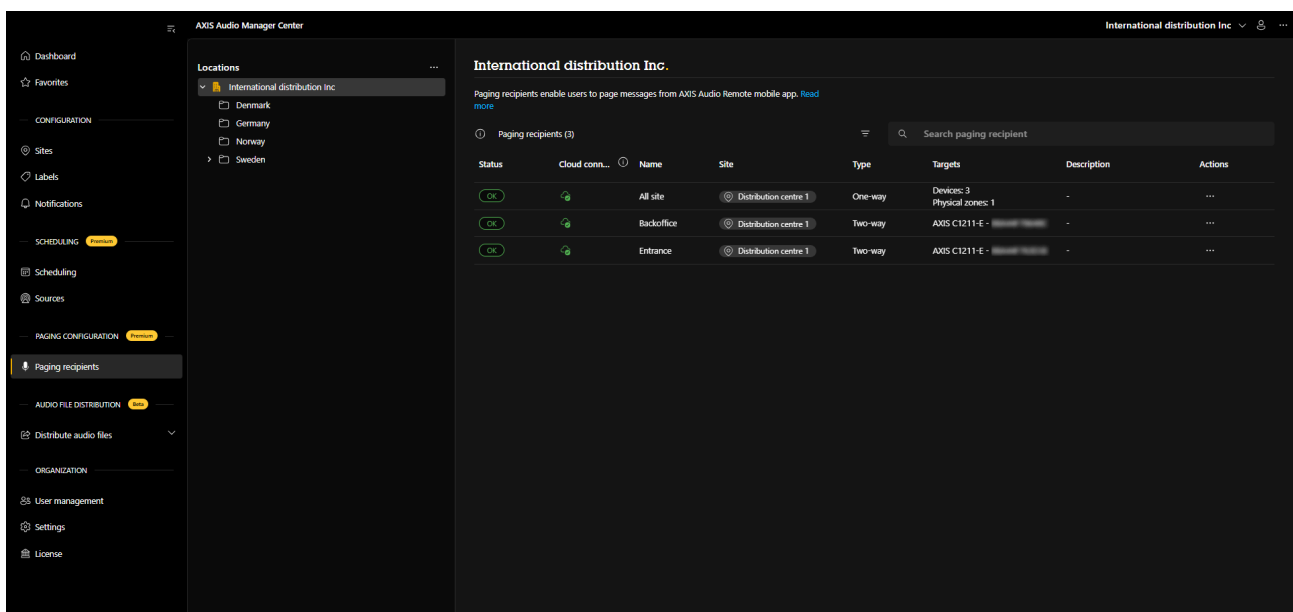 AXIS Audio Manager Center
International distribution Inc
Dashboard
Favorites
CONFIGURATION
Sites
Labels
Notifications
SCHEDULING Premium
Scheduling
Sources
PAGING CONFIGURATION Premium
Paging recipients
AUDIO FILE DISTRIBUTION Beta
Distribute audio files
ORGANIZATION
User management
Settings
License
Locations
International distribution Inc
Denmark
Germany
Norway
Sweden
International distribution Inc.
Paging recipients enable users to page messages from AXIS Audio Remote mobile app. Read
more
Paging recipients (3)
Search paging recipient
Status Cloud conn... Name Site Type Targets Description Actions
OK All site Distribution centre 1 One-way Devices: 3 - ...
Physical zones: 1
OK Backoffice Distribution centre 1 Two-way AXIS C1211-E - - ...
OK Entrance Distribution centre 1 Two-way AXIS C1211-E - - ...